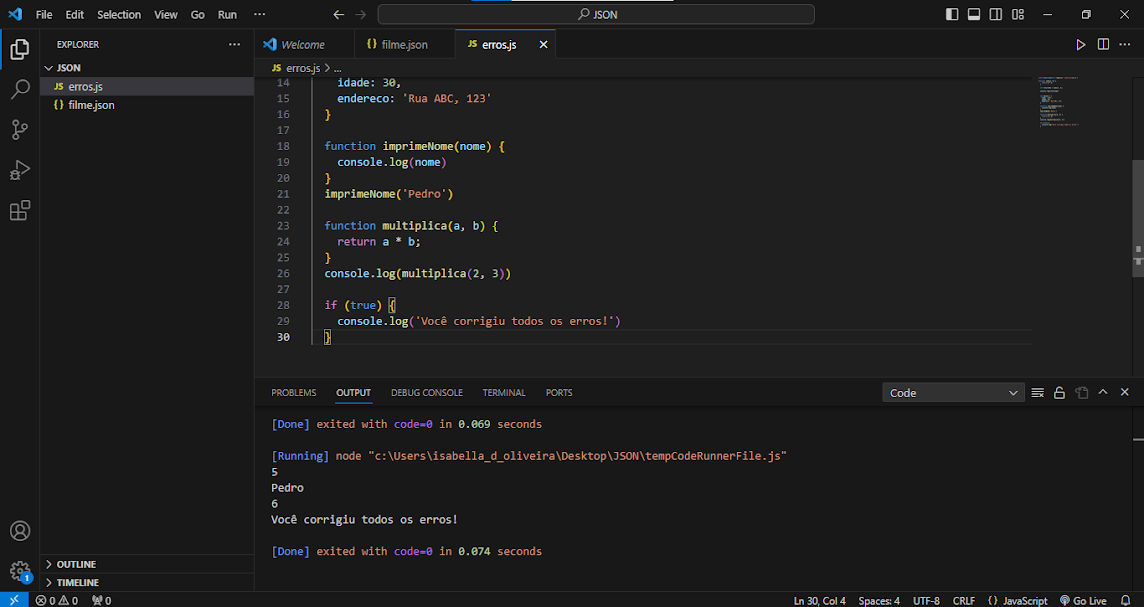 File Edit Selection View Go Run ··· JSON
EXPLORER ···
Welcome {} filme.json JS erros.js
JSON
JS erros.js > ...
JS erros.js
{} filme.json
14 idade: 30,
15 endereco: 'Rua ABC, 123'
16 }
17
18 function imprimeNome(nome) {
19 console.log(nome)
20 }
21 imprimeNome('Pedro')
22
23 function multiplica(a, b) {
24 return a * b;
25 }
26 console.log(multiplica(2, 3))
27
28 if (true) {
29 console.log('Você corrigiu todos os erros!')
30 }
PROBLEMS OUTPUT DEBUG CONSOLE TERMINAL PORTS Code
[Done] exited with code=0 in 0.069 seconds
[Running] node "c:\Users\isabella_d_oliveira\Desktop\JSON\tempCodeRunnerFile.js"
5
Pedro
6
Você corrigiu todos os erros!
[Done] exited with code=0 in 0.074 seconds
OUTLINE
1
TIMELINE
0 0 0 Ln 30, Col 4 Spaces: 4 UTF-8 CRLF {} JavaScript Go Live